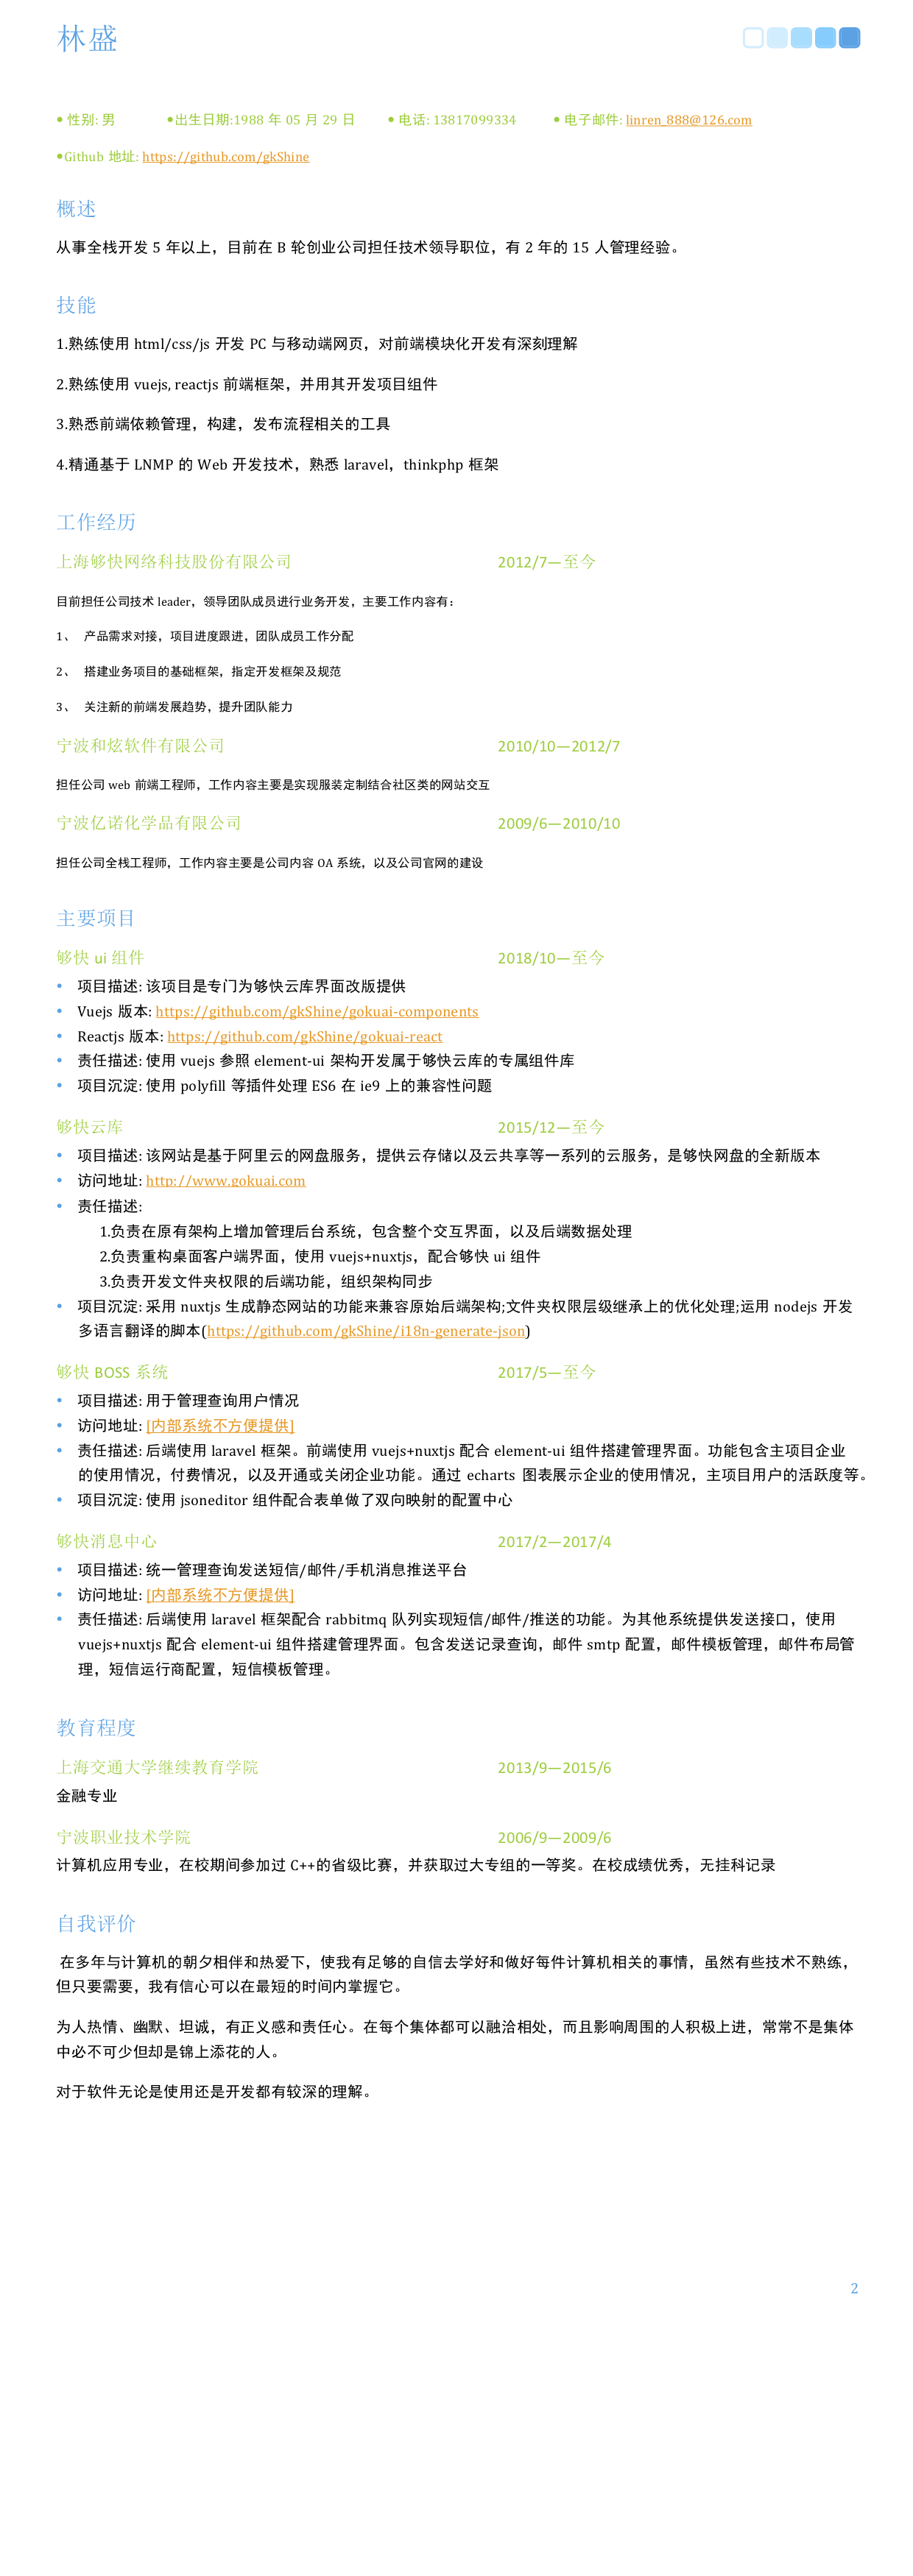 林盛
• 性别: 男 •出生日期:1988 年 05 月 29 日 • 电话: 13817099334 • 电子邮件: linren_888@126.com
•Github 地址: https://github.com/gkShine
概述
从事全栈开发 5 年以上，目前在 B 轮创业公司担任技术领导职位，有 2 年的 15 人管理经验。
技能
1.熟练使用 html/css/js 开发 PC 与移动端网页，对前端模块化开发有深刻理解
2.熟练使用 vuejs, reactjs 前端框架，并用其开发项目组件
3.熟悉前端依赖管理，构建，发布流程相关的工具
4.精通基于 LNMP 的 Web 开发技术，熟悉 laravel，thinkphp 框架
工作经历
上海够快网络科技股份有限公司 2012/7—至今
目前担任公司技术 leader，领导团队成员进行业务开发，主要工作内容有：
1、 产品需求对接，项目进度跟进，团队成员工作分配
2、 搭建业务项目的基础框架，指定开发框架及规范
3、 关注新的前端发展趋势，提升团队能力
宁波和炫软件有限公司 2010/10—2012/7
担任公司 web 前端工程师，工作内容主要是实现服装定制结合社区类的网站交互
宁波亿诺化学品有限公司 2009/6—2010/10
担任公司全栈工程师，工作内容主要是公司内容 OA 系统，以及公司官网的建设
主要项目
够快 ui 组件 2018/10—至今
• 项目描述: 该项目是专门为够快云库界面改版提供
• Vuejs 版本: https://github.com/gkShine/gokuai-components
• Reactjs 版本: https://github.com/gkShine/gokuai-react
• 责任描述: 使用 vuejs 参照 element-ui 架构开发属于够快云库的专属组件库
• 项目沉淀: 使用 polyfill 等插件处理 ES6 在 ie9 上的兼容性问题
够快云库 2015/12—至今
• 项目描述: 该网站是基于阿里云的网盘服务，提供云存储以及云共享等一系列的云服务，是够快网盘的全新版本
• 访问地址: http://www.gokuai.com
• 责任描述:
1.负责在原有架构上增加管理后台系统，包含整个交互界面，以及后端数据处理
2.负责重构桌面客户端界面，使用 vuejs+nuxtjs，配合够快 ui 组件
3.负责开发文件夹权限的后端功能，组织架构同步
• 项目沉淀: 采用 nuxtjs 生成静态网站的功能来兼容原始后端架构;文件夹权限层级继承上的优化处理;运用 nodejs 开发
多语言翻译的脚本(https://github.com/gkShine/i18n-generate-json)
够快 BOSS 系统 2017/5—至今
• 项目描述: 用于管理查询用户情况
• 访问地址: [内部系统不方便提供]
• 责任描述: 后端使用 laravel 框架。前端使用 vuejs+nuxtjs 配合 element-ui 组件搭建管理界面。功能包含主项目企业
的使用情况，付费情况，以及开通或关闭企业功能。通过 echarts 图表展示企业的使用情况，主项目用户的活跃度等。
• 项目沉淀: 使用 jsoneditor 组件配合表单做了双向映射的配置中心
够快消息中心 2017/2—2017/4
• 项目描述: 统一管理查询发送短信/邮件/手机消息推送平台
• 访问地址: [内部系统不方便提供]
• 责任描述: 后端使用 laravel 框架配合 rabbitmq 队列实现短信/邮件/推送的功能。为其他系统提供发送接口，使用
vuejs+nuxtjs 配合 element-ui 组件搭建管理界面。包含发送记录查询，邮件 smtp 配置，邮件模板管理，邮件布局管
理，短信运行商配置，短信模板管理。
教育程度
上海交通大学继续教育学院 2013/9—2015/6
金融专业
宁波职业技术学院 2006/9—2009/6
计算机应用专业，在校期间参加过 C++的省级比赛，并获取过大专组的一等奖。在校成绩优秀，无挂科记录
自我评价
在多年与计算机的朝夕相伴和热爱下，使我有足够的自信去学好和做好每件计算机相关的事情，虽然有些技术不熟练，
但只要需要，我有信心可以在最短的时间内掌握它。
为人热情、幽默、坦诚，有正义感和责任心。在每个集体都可以融洽相处，而且影响周围的人积极上进，常常不是集体
中必不可少但却是锦上添花的人。
对于软件无论是使用还是开发都有较深的理解。
2